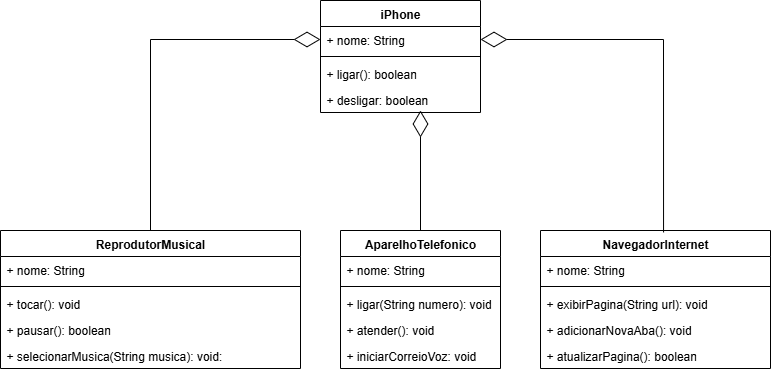 iPhone
+ nome: String
+ ligar(): boolean
+ desligar: boolean
ReprodutorMusical
+ nome: String
+ tocar(): void
+ pausar(): boolean
+ selecionarMusica(String musica): void:
AparelhoTelefonico
+ nome: String
+ ligar(String numero): void
+ atender(): void
+ iniciarCorreioVoz: void
NavegadorInternet
+ nome: String
+ exibirPagina(String url): void
+ adicionarNovaAba(): void
+ atualizarPagina(): boolean